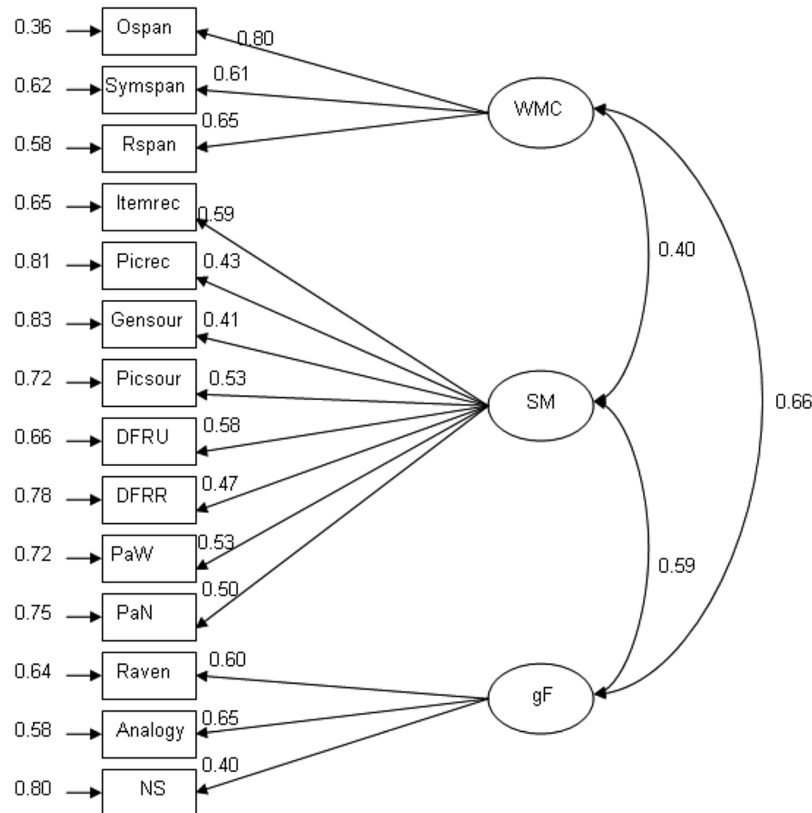 0.36 Ospan 0.80
0.62 Symspan 0.61 WMC
0.58 Rspan 0.65
0.65 Itemrec 0.59
0.40
0.81 Picrec 0.43
0.83 Gensour 0.41
0.72 Picsour 0.53 SM 0.66
0.66 DFRU 0.58
0.78 DFRR 0.47
0.72 PaW 0.53 0.59
0.75 PaN 0.50
0.64 Raven 0.60 gF
0.58 Analogy 0.65
0.80 NS 0.40